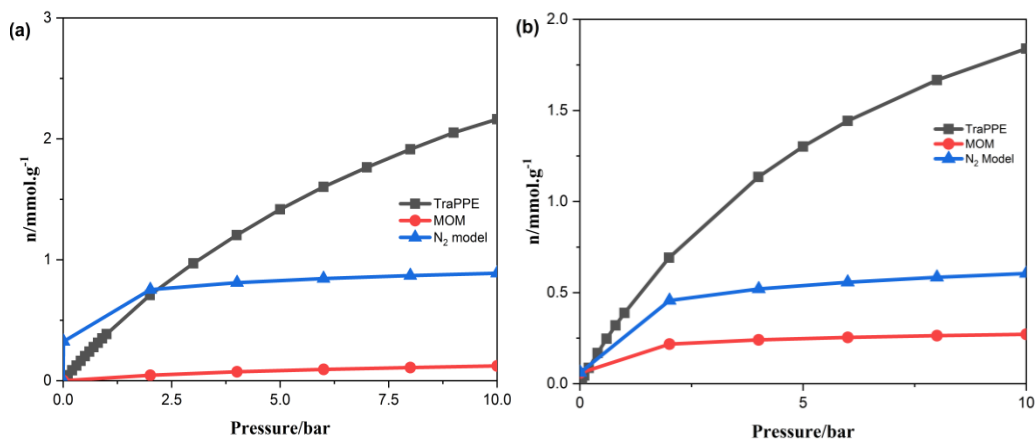 (a)
3
2
1
0
n/mmol.g⁻¹
TraPPE
MOM
N₂ model
0.0
2.5
5.0
7.5
10.0
Pressure/bar
(b)
2.0
1.5
1.0
0.5
0.0
n/mmol.g⁻¹
TraPPE
MOM
N₂ Model
0
5
10
Pressure/bar